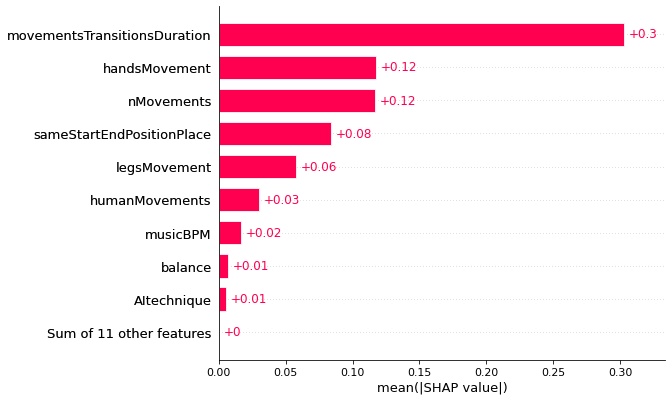 movementsTransitionsDuration +0.3
handsMovement +0.12
nMovements +0.12
sameStartEndPositionPlace +0.08
legsMovement +0.06
humanMovements +0.03
musicBPM +0.02
balance +0.01
AItechnique +0.01
Sum of 11 other features +0
0.00 0.05 0.10 0.15 0.20 0.25 0.30
mean(|SHAP value|)